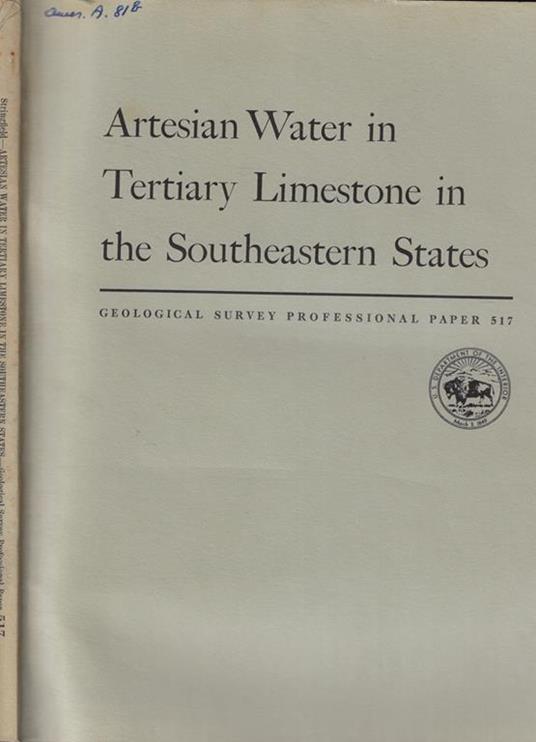 Amer. A. 818
Artesian Water in
Tertiary Limestone in
the Southeastern States
GEOLOGICAL SURVEY PROFESSIONAL PAPER 517
U. S. DEPARTMENT OF THE INTERIOR
March 3, 1849
Stringfield—ARTESIAN WATER IN TERTIARY LIMESTONE IN THE SOUTHEASTERN STATES—Geological Survey Professional Paper 517